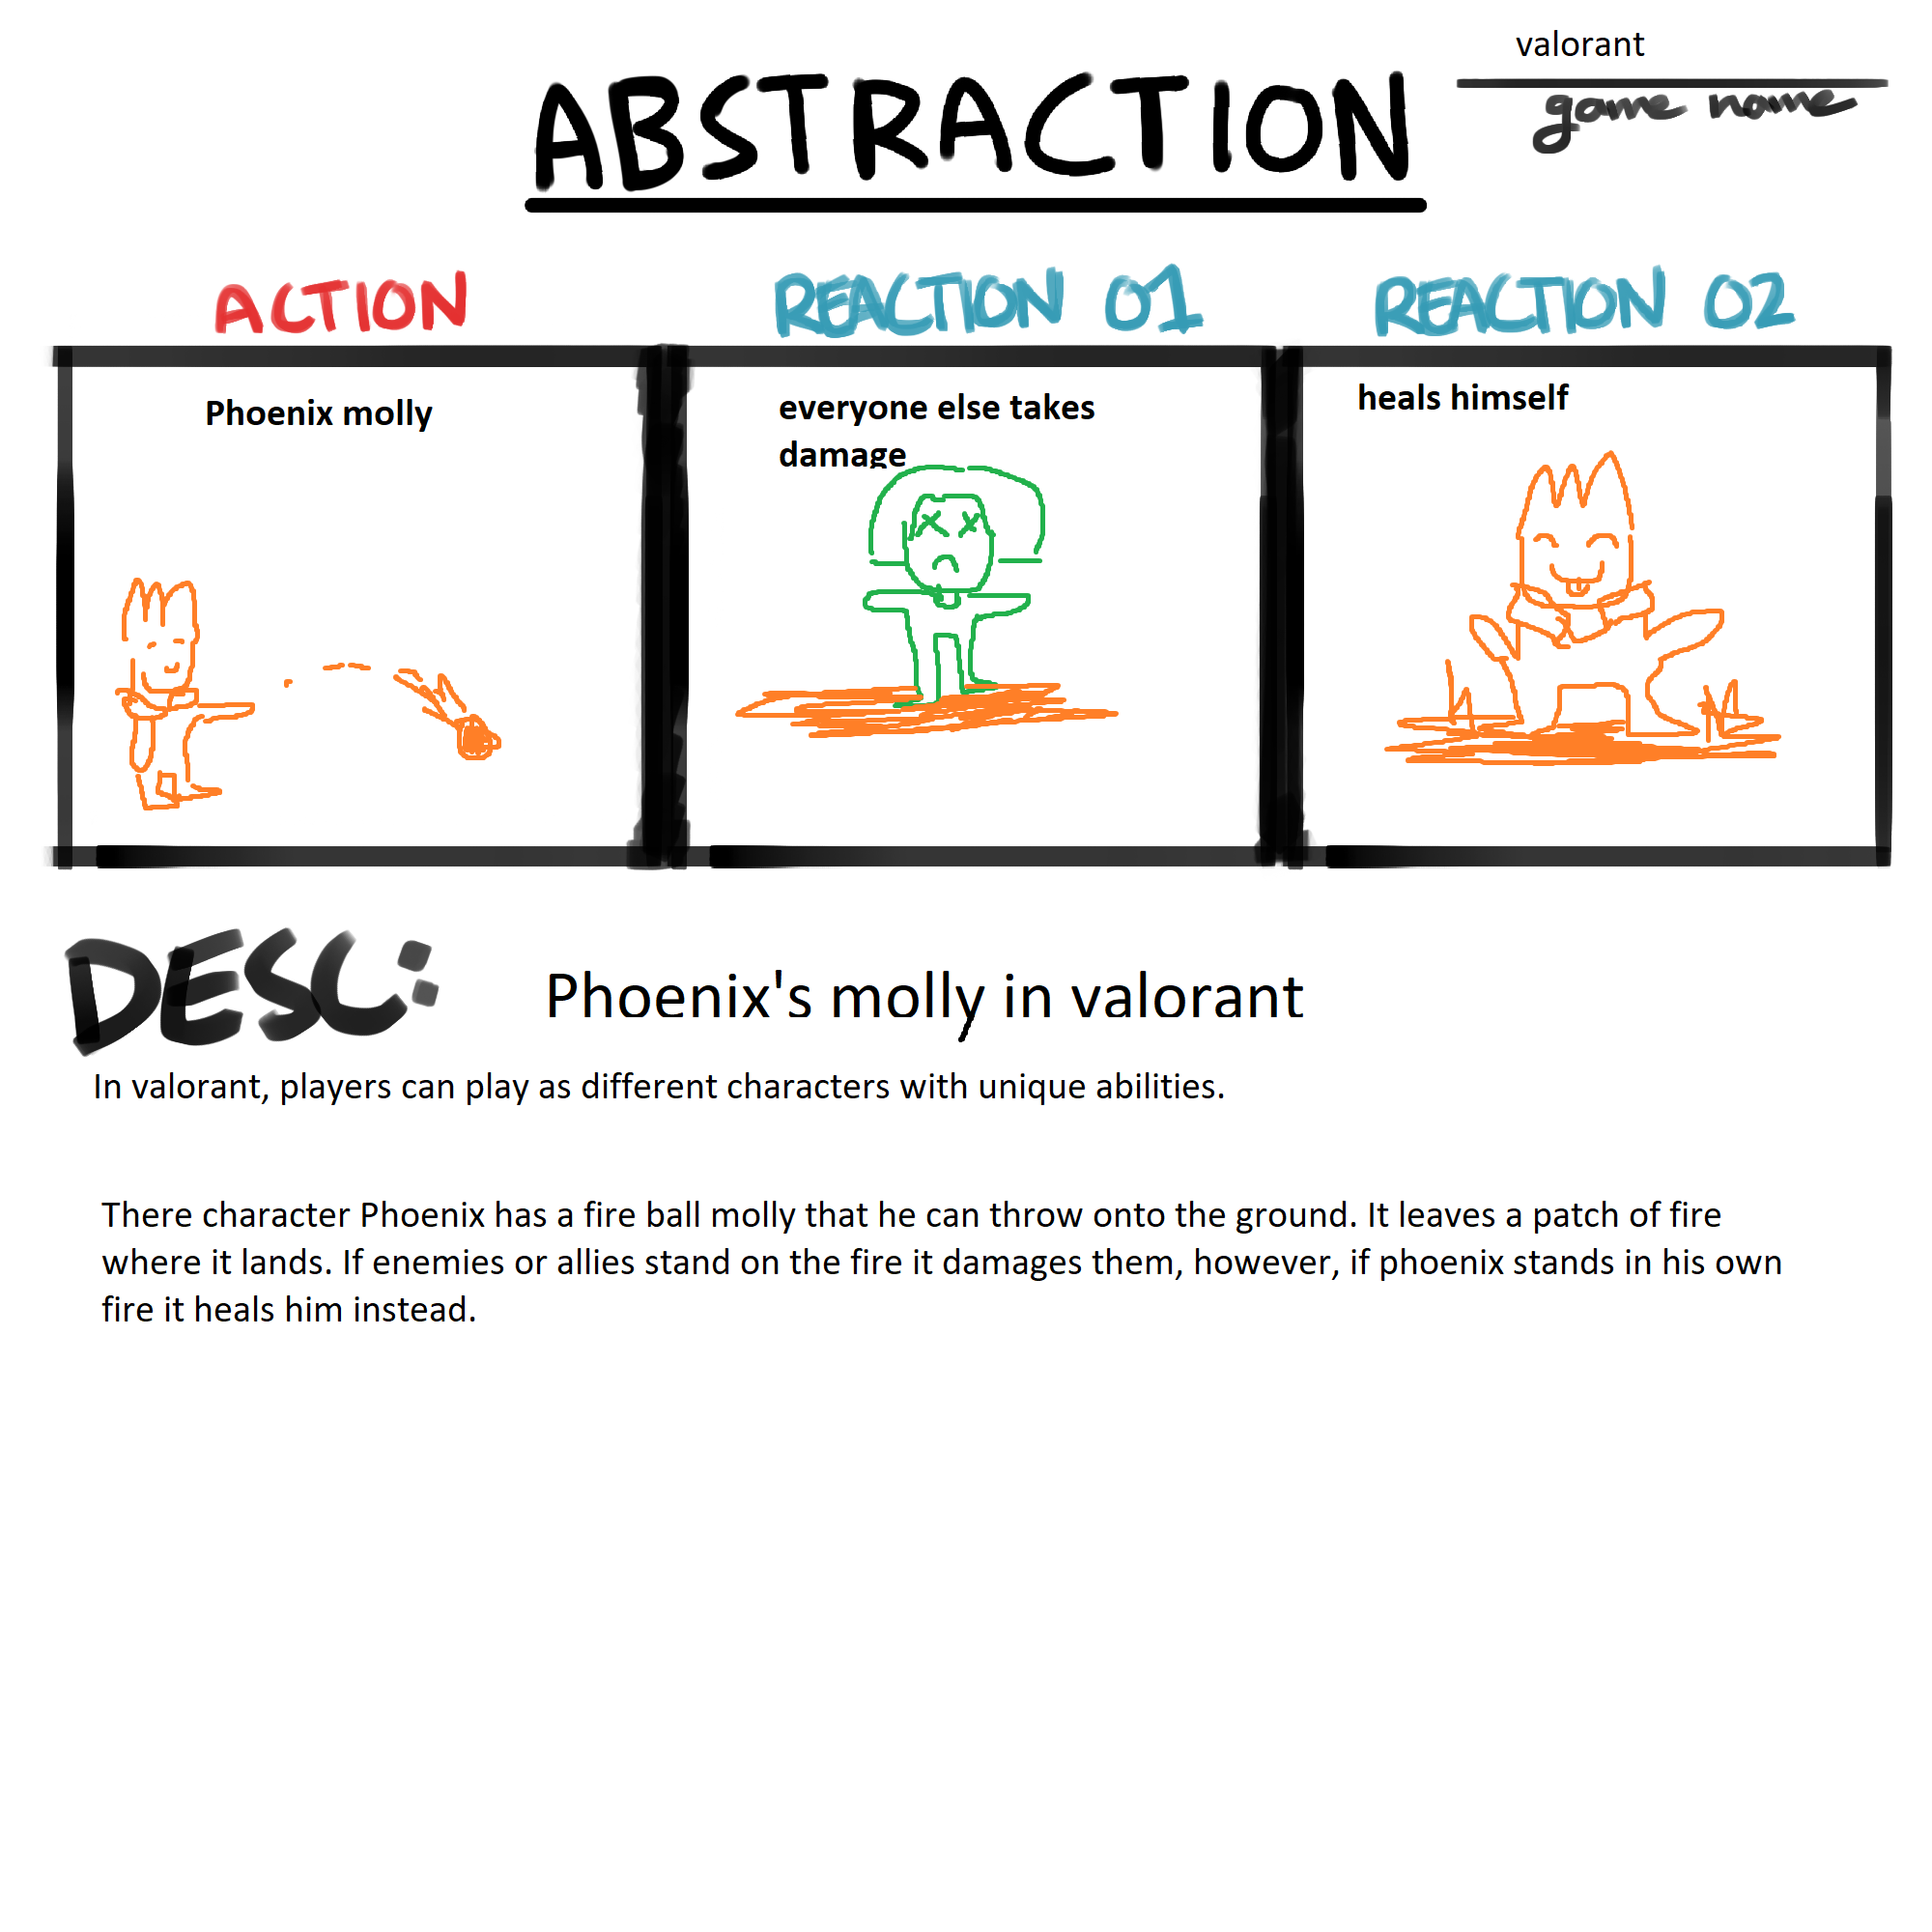 valorant
ABSTRACTION
game name
ACTION
REACTION 01
REACTION 02
Phoenix molly
everyone else takes
damage
heals himself
DESC:
Phoenix's molly in valorant
In valorant, players can play as different characters with unique abilities.
There character Phoenix has a fire ball molly that he can throw onto the ground. It leaves a patch of fire
where it lands. If enemies or allies stand on the fire it damages them, however, if phoenix stands in his own
fire it heals him instead.